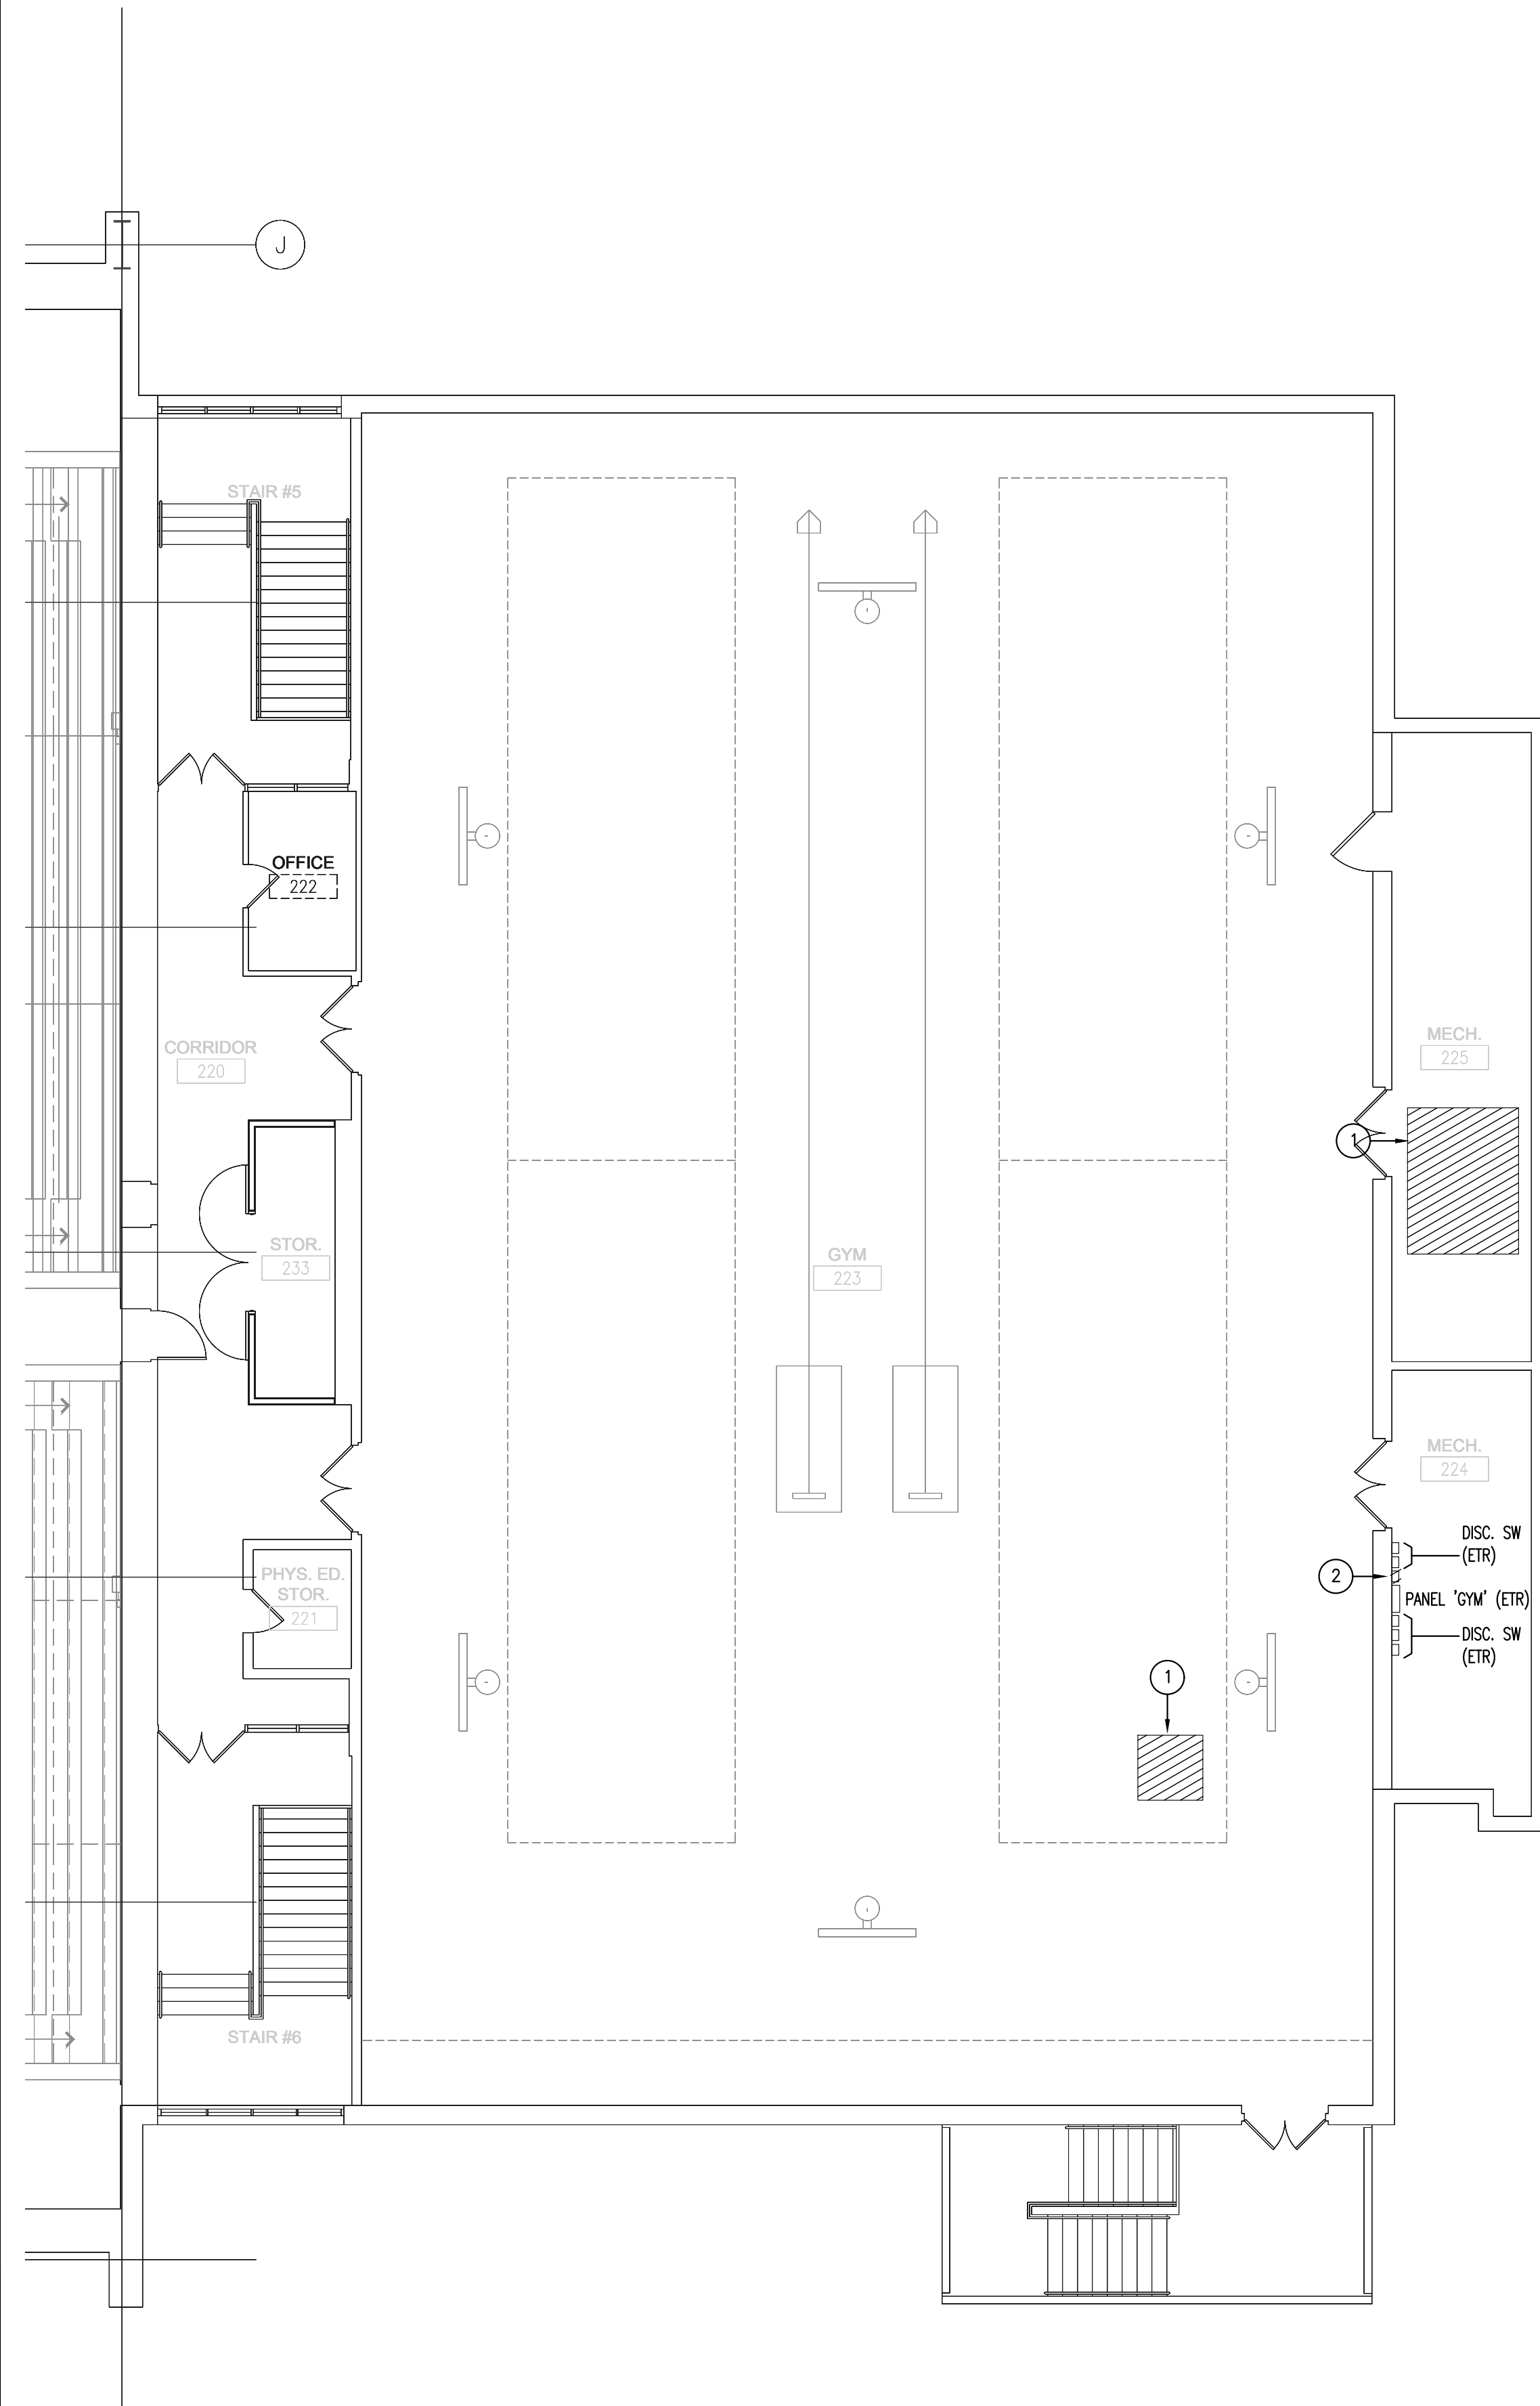 J
STAIR #5
OFFICE
222
CORRIDOR
220
MECH.
225
1
STOR.
233
GYM
223
MECH.
224
DISC. SW
(ETR)
2
PANEL 'GYM' (ETR)
DISC. SW
(ETR)
PHYS. ED.
STOR.
221
1
STAIR #6